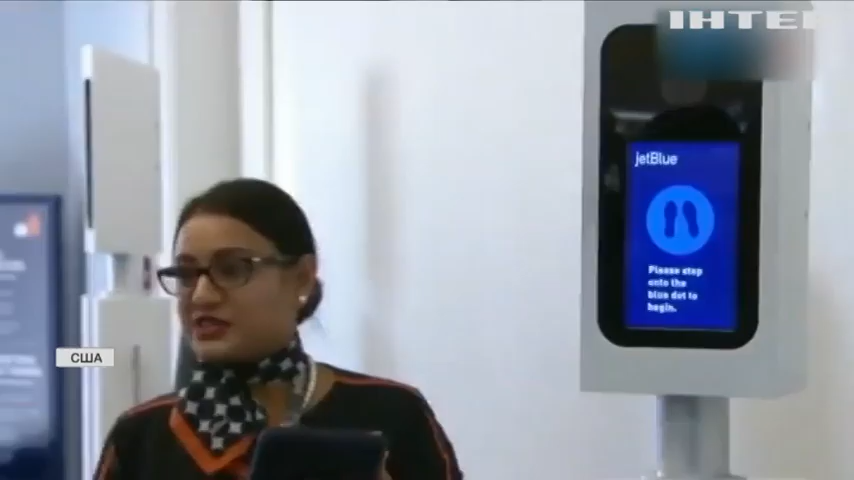 ІНТЕР
jetBlue
Please step
onto the
blue dot to
begin.
США